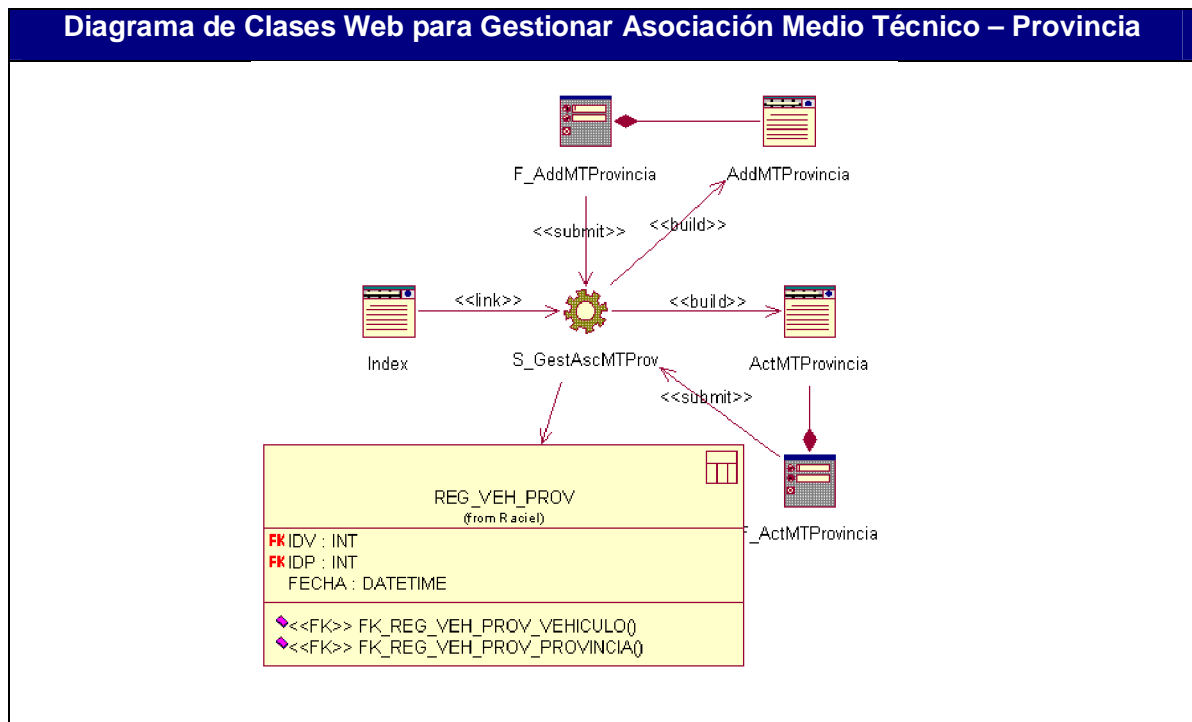 Diagrama de Clases Web para Gestionar Asociación Medio Técnico – Provincia
F_AddMTProvincia
AddMTProvincia
<<submit>>
<<build>>
<<link>>
<<build>>
Index
S_GestAscMTProv
ActMTProvincia
<<submit>>
REG_VEH_PROV
(from Raciel)
F_ActMTProvincia
FK IDV : INT
FK IDP : INT
FECHA : DATETIME
<<FK>> FK_REG_VEH_PROV_VEHICULO()
<<FK>> FK_REG_VEH_PROV_PROVINCIA()